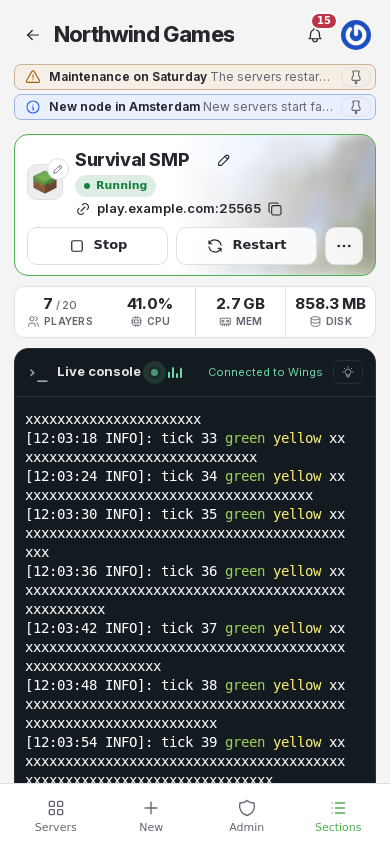 Northwind Games
15
Maintenance on Saturday The servers restar...
New node in Amsterdam New servers start fa...
Survival SMP
Running
play.example.com:25565
Stop
Restart
7 / 20
PLAYERS
41.0%
CPU
2.7 GB
MEM
858.3 MB
DISK
Live console
Connected to Wings
xxxxxxxxxxxxxxxxxxxxxx
[12:03:18 INFO]: tick 33 green yellow xx
xxxxxxxxxxxxxxxxxxxxxxxxxxxxx
[12:03:24 INFO]: tick 34 green yellow xx
xxxxxxxxxxxxxxxxxxxxxxxxxxxxxxxxxxxx
[12:03:30 INFO]: tick 35 green yellow xx
xxxxxxxxxxxxxxxxxxxxxxxxxxxxxxxxxxxxxxxx
xxx
[12:03:36 INFO]: tick 36 green yellow xx
xxxxxxxxxxxxxxxxxxxxxxxxxxxxxxxxxxxxxxxx
xxxxxxxxxx
[12:03:42 INFO]: tick 37 green yellow xx
xxxxxxxxxxxxxxxxxxxxxxxxxxxxxxxxxxxxxxxx
xxxxxxxxxxxxxxxxx
[12:03:48 INFO]: tick 38 green yellow xx
xxxxxxxxxxxxxxxxxxxxxxxxxxxxxxxxxxxxxxxx
xxxxxxxxxxxxxxxxxxxxxxxx
[12:03:54 INFO]: tick 39 green yellow xx
xxxxxxxxxxxxxxxxxxxxxxxxxxxxxxxxxxxxxxxx
xxxxxxxxxxxxxxxxxxxxxxxxxxxxxxx
Servers
New
Admin
Sections